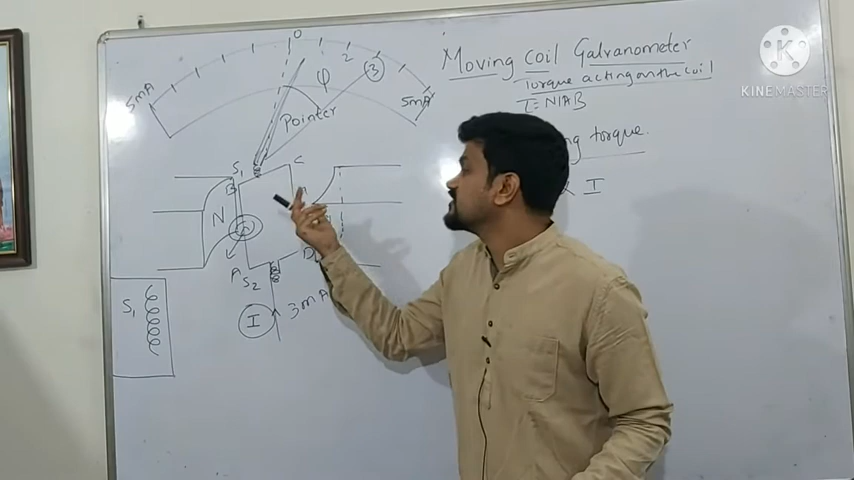 Moving coil Galvanometer
Torque acting on the coil
τ=NIAB
ng torque.
I
0
2
3
5mA
5mA
φ
Pointer
S1
C
B
N
A
S2
D
I
3mA
S1
KINEMASTER